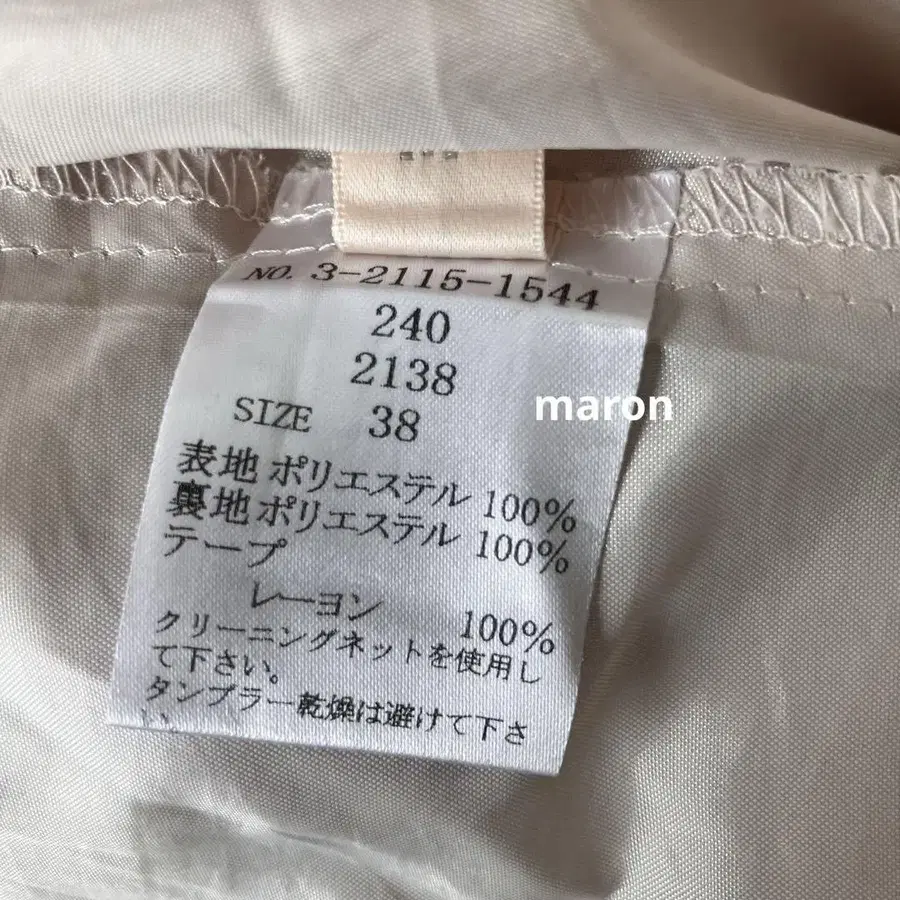 NO. 3-2115-1544
240
2138
SIZE 38
maron
表地 ポリエステル 100%
裏地 ポリエステル 100%
テープ
レーヨン 100%
クリーニングネットを使用し
て下さい。
タンブラー乾燥は避けて下さ
い